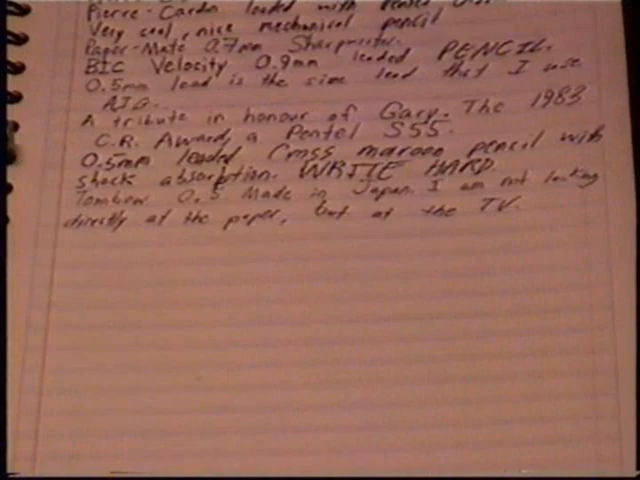 Pierre-Cardin loaded with
Very cool, nice mechanical pencil
Paper-Mate 0.7mm Sharpwriter.
BIC Velocity 0.9mm leaded PENCIL.
0.5mm lead is the size lead that I use
A tribute in honour of Gary. The 1983
C.R. Award, a Pentel S55.
0.5mm leaded Cross maroon pencil with
shock absorption. WRITE HARD.
Tombow 0.5 Made in Japan. I am not looking
directly at the paper, but at the TV.